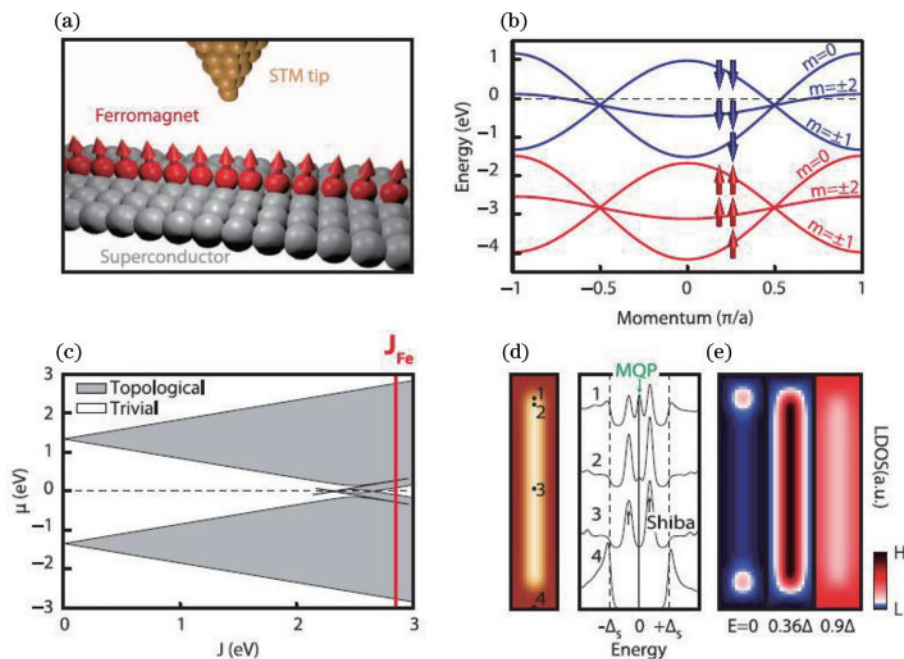 (a)
STM tip
Ferromagnet
Superconductor
(b)
Energy (eV)
1
0
−1
−2
−3
−4
m=0
m=±2
m=±1
m=0
m=±2
m=±1
−1
−0.5
0
0.5
1
Momentum (π/a)
(c)
J_Fe
Topological
Trivial
μ (eV)
3
2
1
0
−1
−2
−3
0
1
2
3
J (eV)
(d)
1
2
3
4
MQP
1
2
3
Shiba
4
−Δs
0
+Δs
Energy
(e)
LDOS(a.u.)
H
L
E=0
0.36Δ
0.9Δ